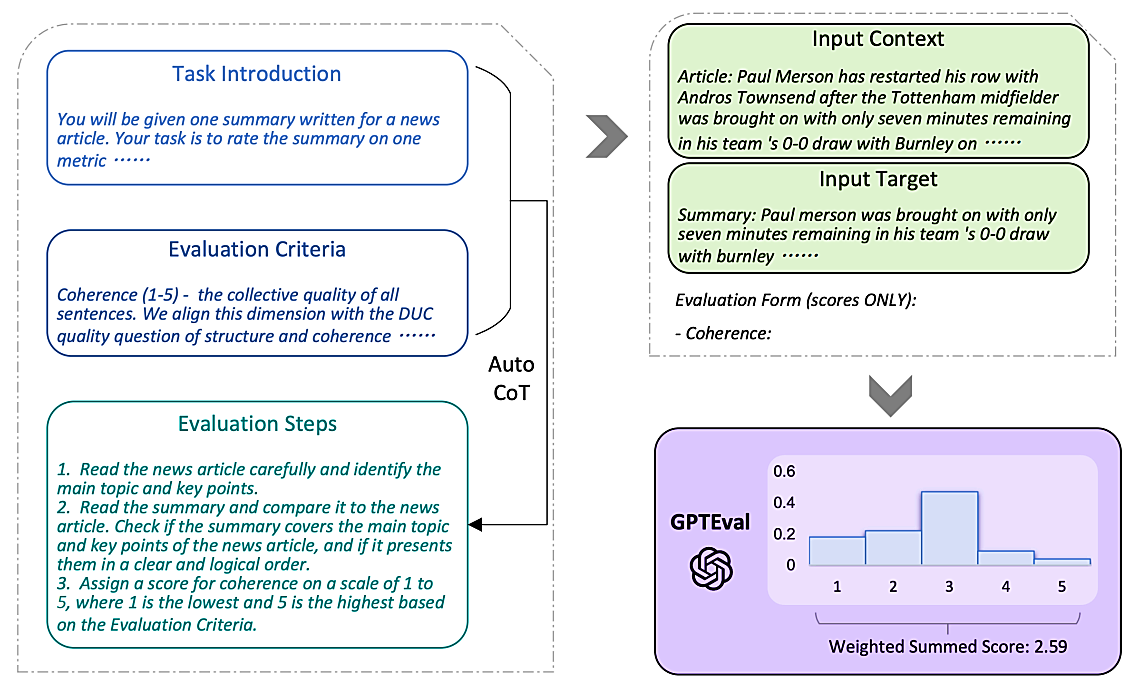 Task Introduction
You will be given one summary written for a news
article. Your task is to rate the summary on one
metric ······
Evaluation Criteria
Coherence (1-5) - the collective quality of all
sentences. We align this dimension with the DUC
quality question of structure and coherence ······
Auto
CoT
Evaluation Steps
1. Read the news article carefully and identify the
main topic and key points.
2. Read the summary and compare it to the news
article. Check if the summary covers the main topic
and key points of the news article, and if it presents
them in a clear and logical order.
3. Assign a score for coherence on a scale of 1 to
5, where 1 is the lowest and 5 is the highest based
on the Evaluation Criteria.
Input Context
Article: Paul Merson has restarted his row with
Andros Townsend after the Tottenham midfielder
was brought on with only seven minutes remaining
in his team 's 0-0 draw with Burnley on ······
Input Target
Summary: Paul merson was brought on with only
seven minutes remaining in his team 's 0-0 draw
with burnley ······
Evaluation Form (scores ONLY):
- Coherence:
GPTEval
0.6
0.4
0.2
0
1 2 3 4 5
Weighted Summed Score: 2.59